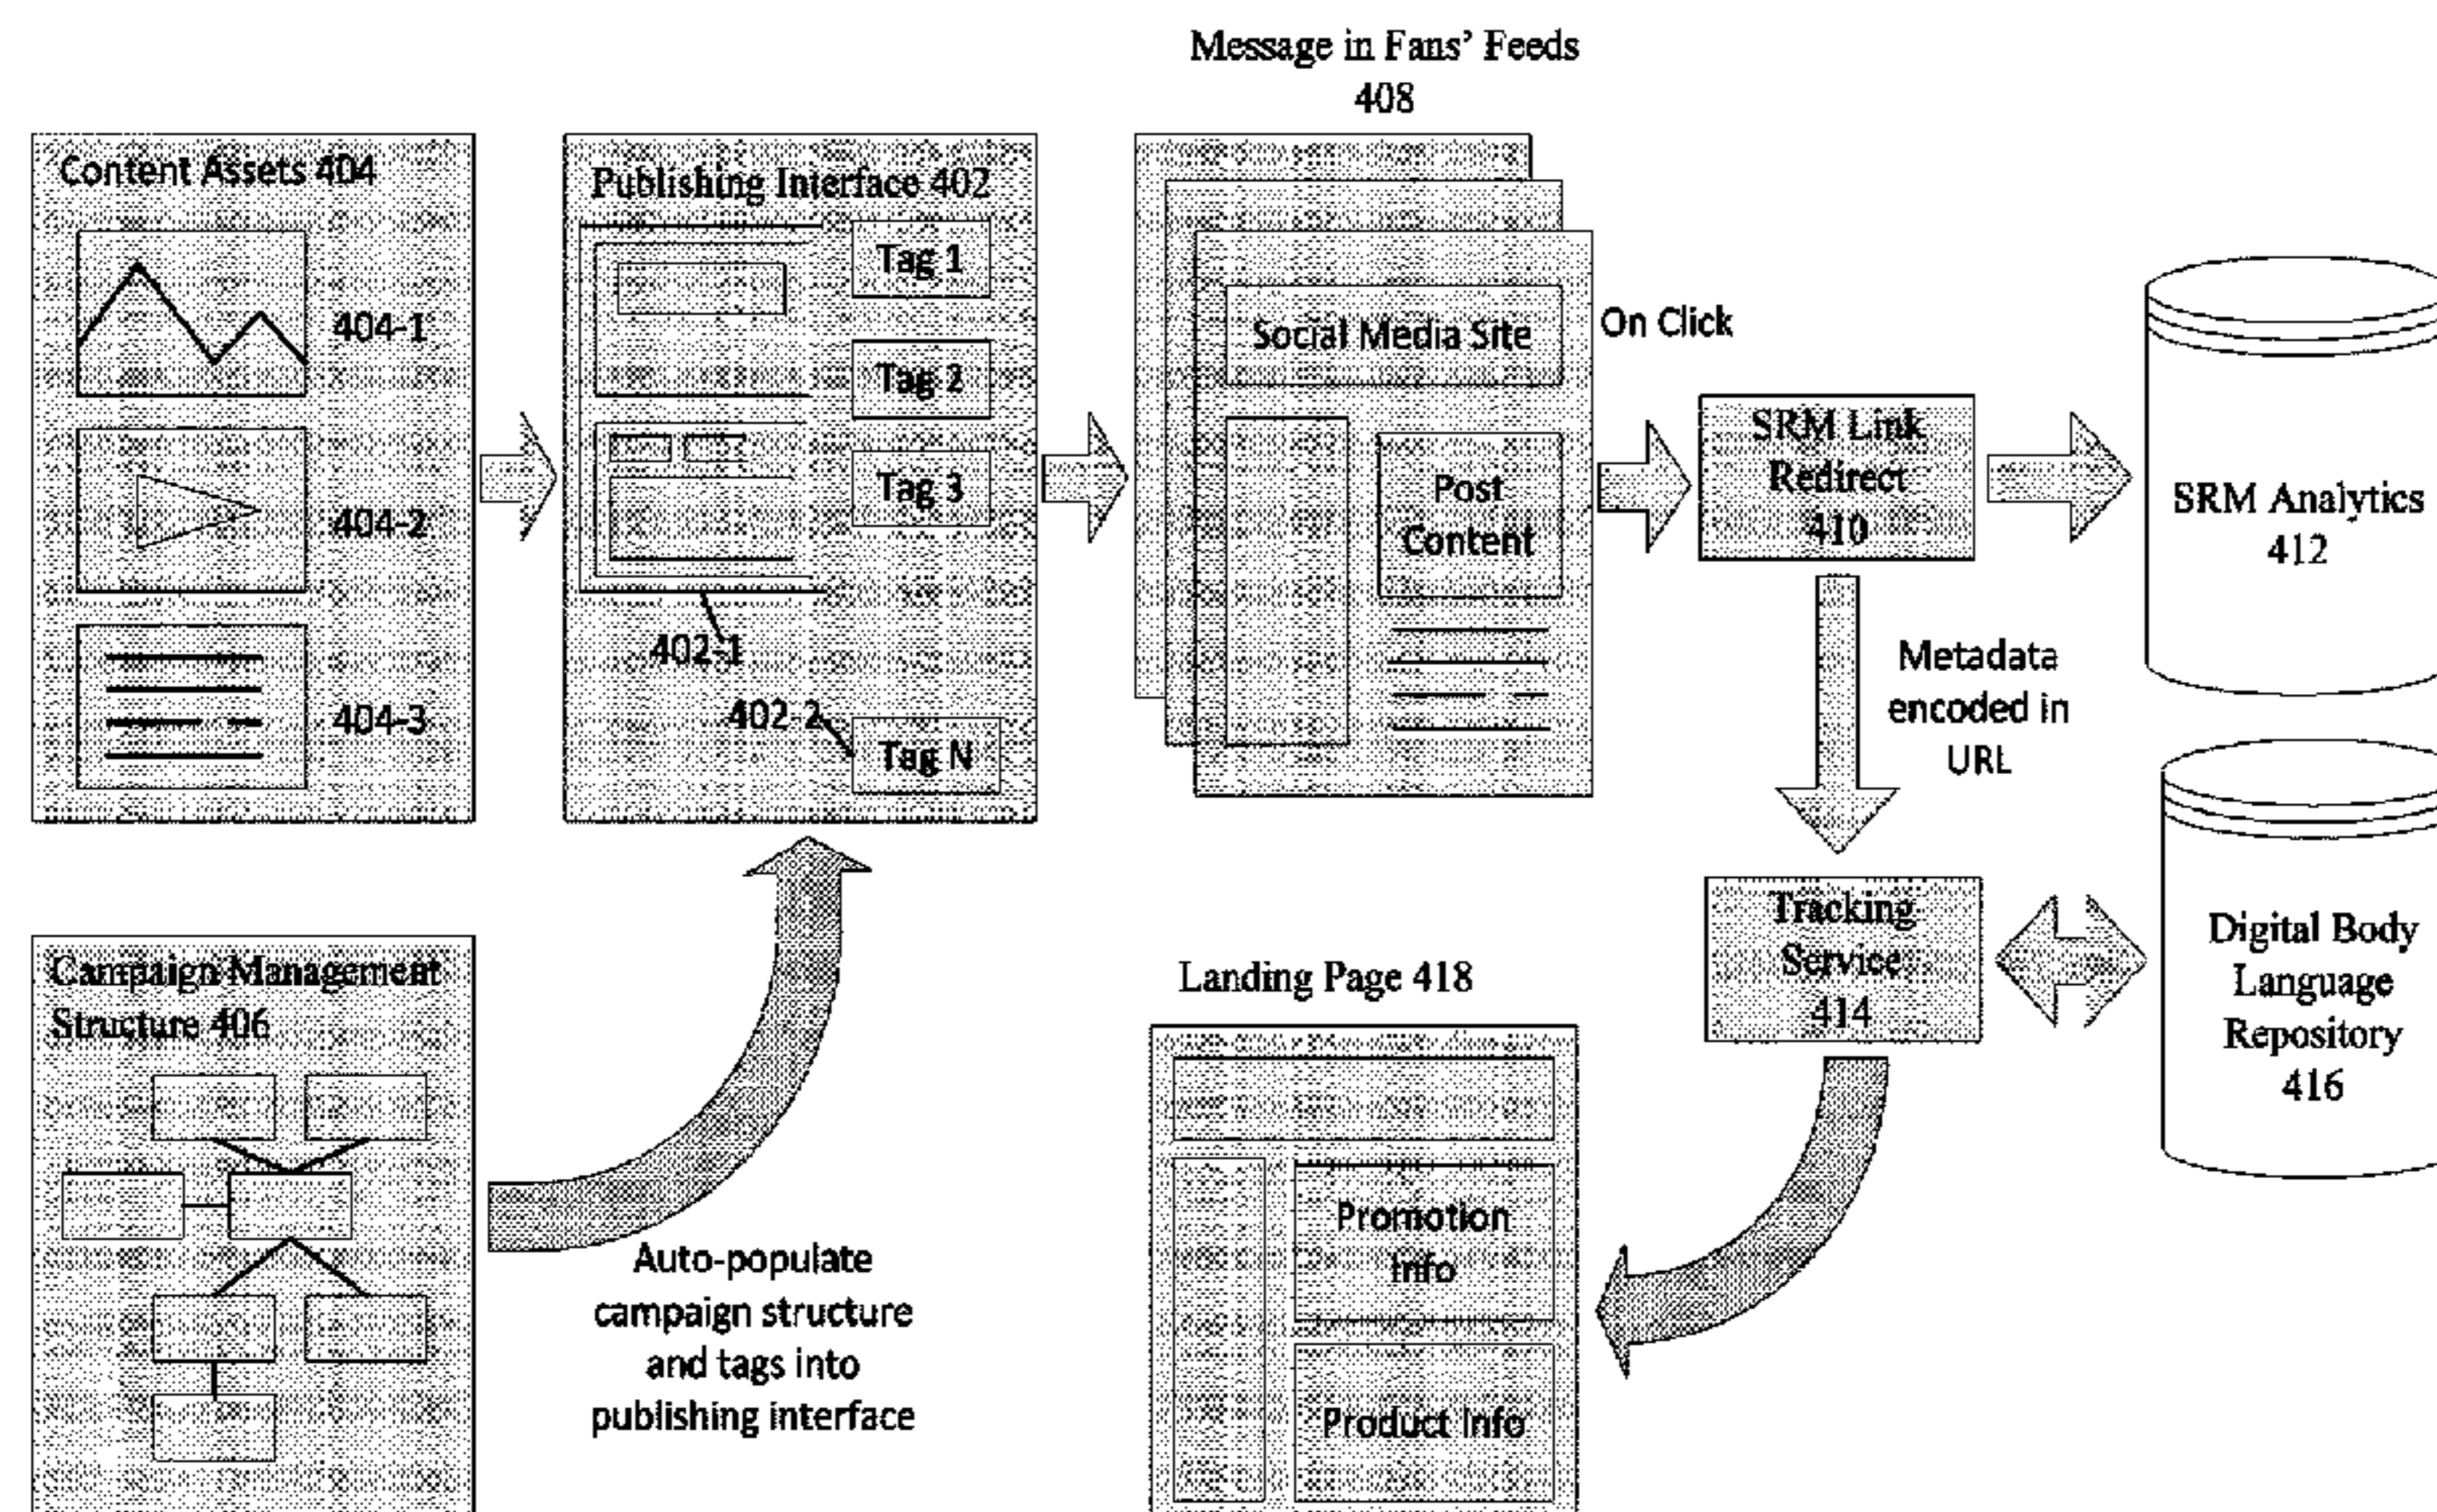 Message in Fans' Feeds
408
Content Assets 404
404-1
404-2
404-3
Publishing Interface 402
Tag 1
Tag 2
Tag 3
402-1
402-2
Tag N
Social Media Site
Post
Content
On Click
SRM Link
Redirect
410
SRM Analytics
412
Metadata
encoded in
URL
Tracking
Service
414
Digital Body
Language
Repository
416
Campaign Management
Structure 406
Auto-populate
campaign structure
and tags into
publishing interface
Landing Page 418
Promotion
Info
Product Info